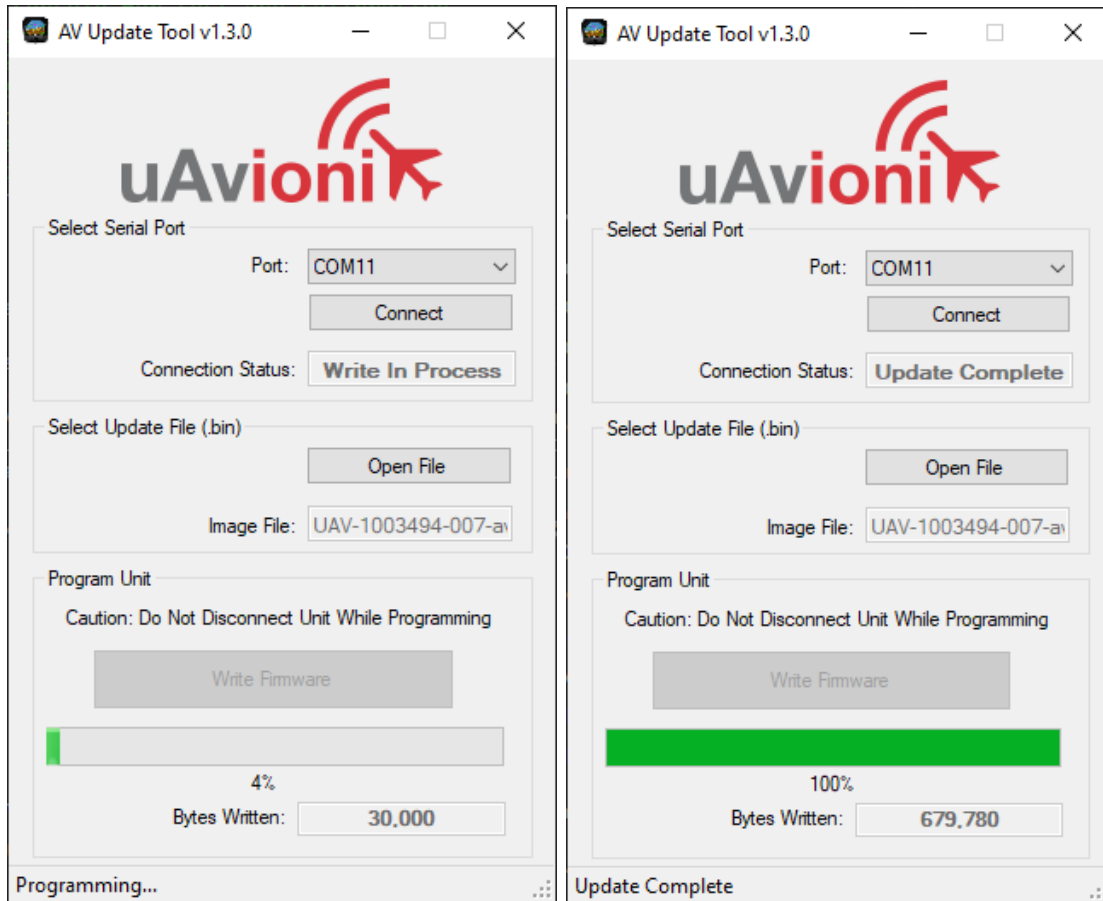 AV Update Tool v1.3.0
uAvioni
Select Serial Port
Port: COM11
Connect
Connection Status: Write In Process
Select Update File (.bin)
Open File
Image File: UAV-1003494-007-av
Program Unit
Caution: Do Not Disconnect Unit While Programming
Write Firmware
4%
Bytes Written: 30,000
Programming...
AV Update Tool v1.3.0
uAvioni
Select Serial Port
Port: COM11
Connect
Connection Status: Update Complete
Select Update File (.bin)
Open File
Image File: UAV-1003494-007-av
Program Unit
Caution: Do Not Disconnect Unit While Programming
Write Firmware
100%
Bytes Written: 679,780
Update Complete